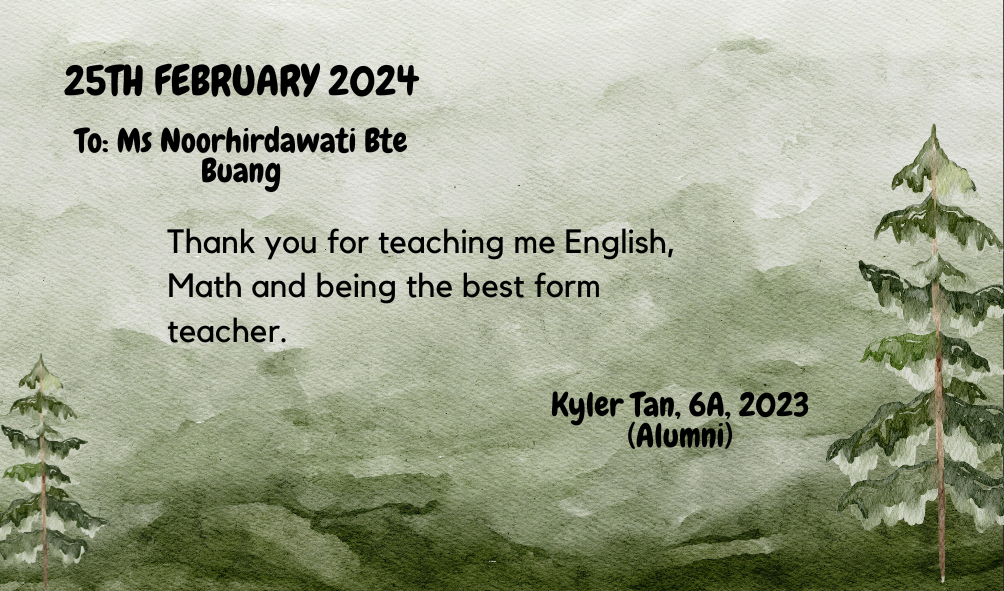 25TH FEBRUARY 2024
To: Ms Noorhirdawati Bte
Buang
Thank you for teaching me English,
Math and being the best form
teacher.
Kyler Tan, 6A, 2023
(Alumni)